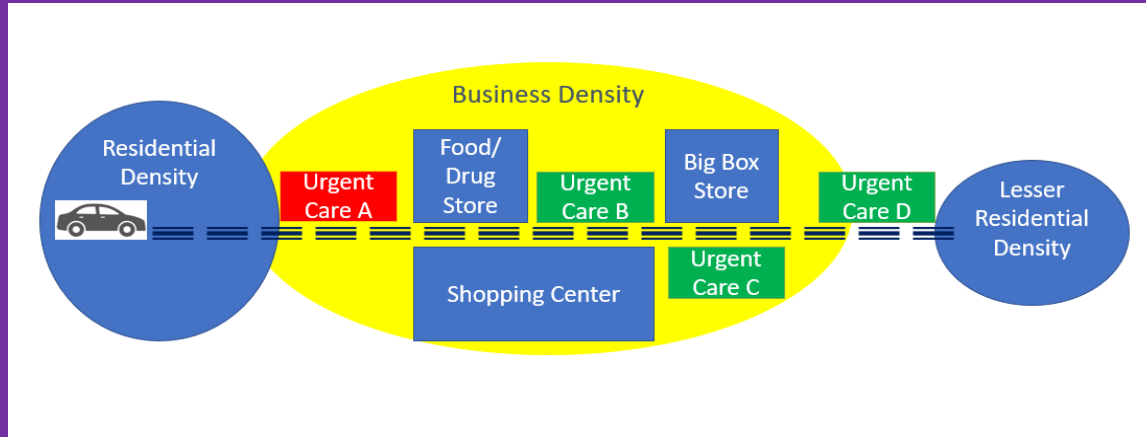 Business Density
Residential
Density
Urgent
Care A
Food/
Drug
Store
Urgent
Care B
Big Box
Store
Urgent
Care D
Lesser
Residential
Density
Shopping Center
Urgent
Care C